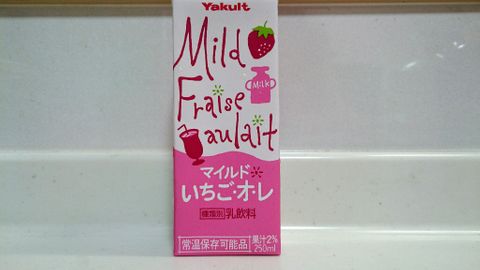 Yakult
Mild
Milk
Fraise
au lait
マイルド
いちご・オ・レ
種類別 乳飲料
常温保存可能品
果汁2%
250ml